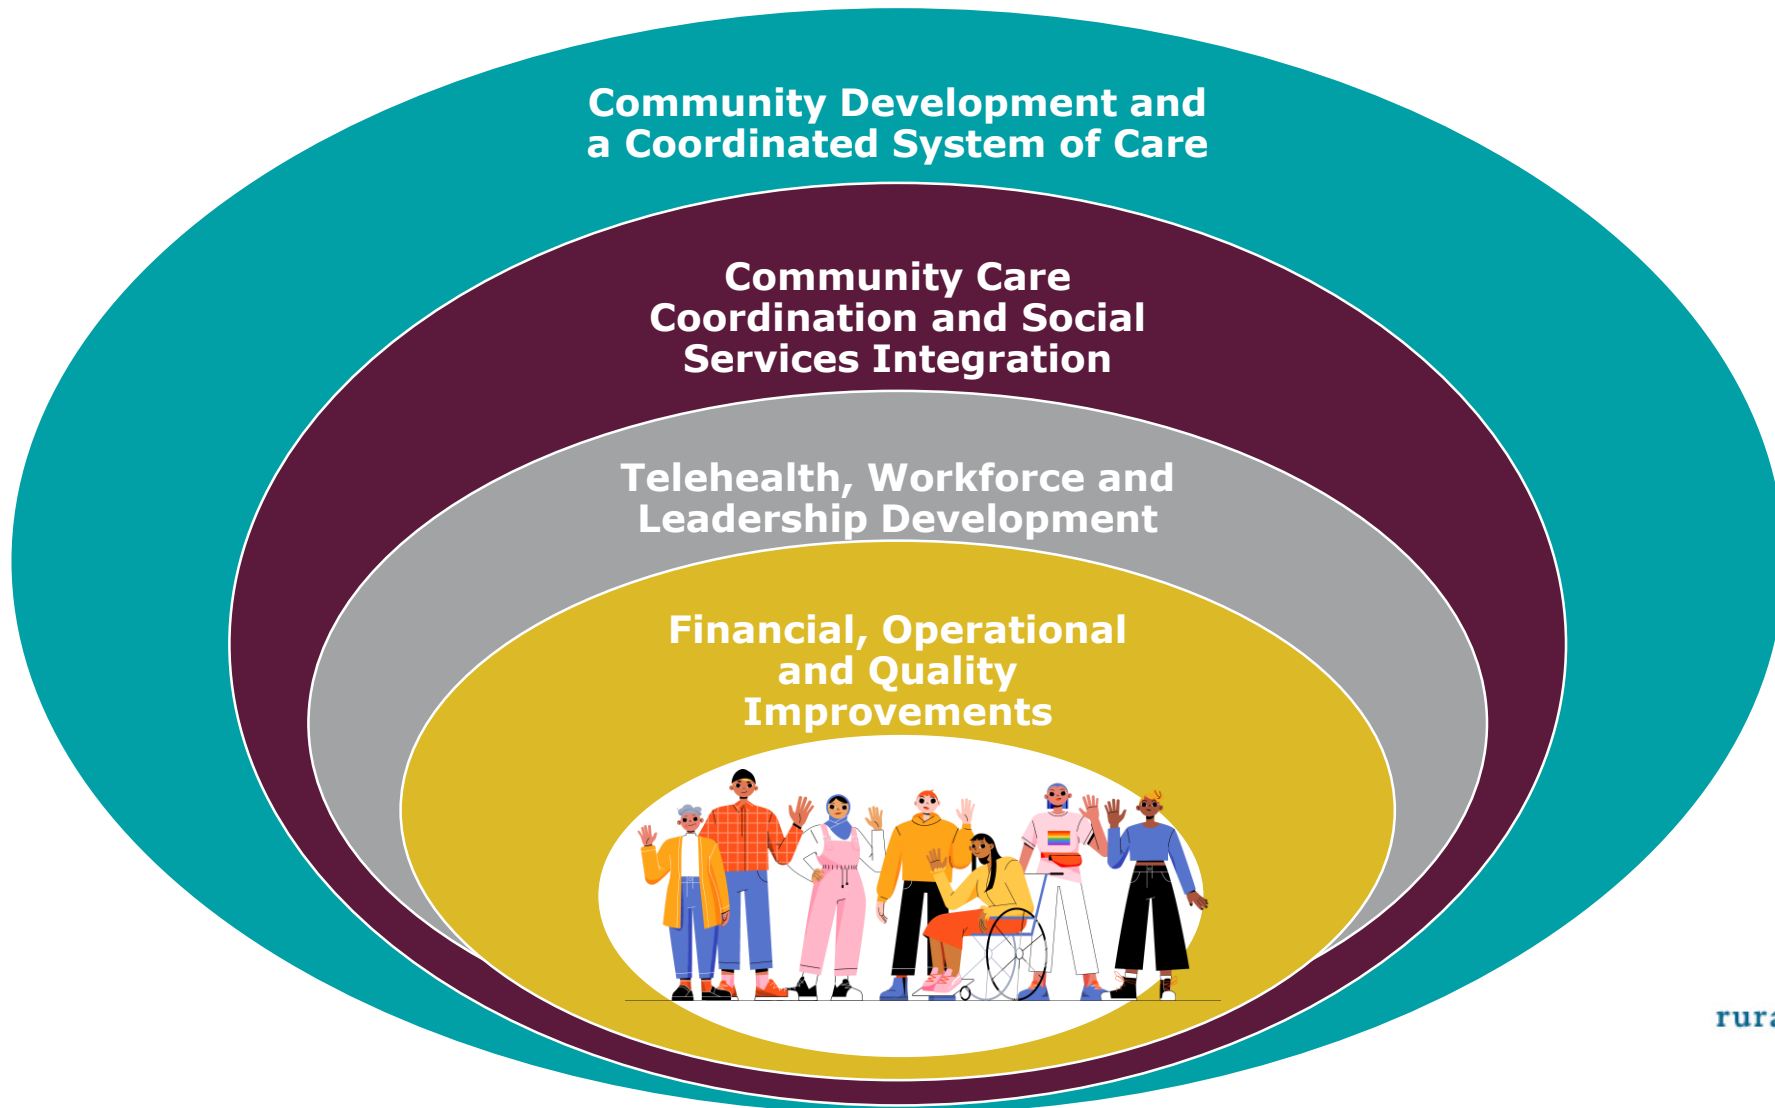 Community Development and
a Coordinated System of Care
Community Care
Coordination and Social
Services Integration
Telehealth, Workforce and
Leadership Development
Financial, Operational
and Quality
Improvements